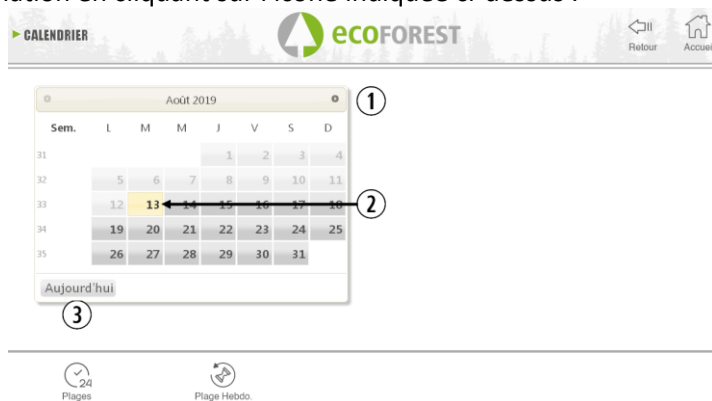 nation en cliquant sur l'icône indiquée ci-dessus :
► CALENDRIER
ecoFOREST
Retour
Accueil
Août 2019
1
Sem. L M M J V S D
31 1 2 3 4
32 5 6 7 8 9 10 11
33 12 13 14 15 16 17 18
2
34 19 20 21 22 23 24 25
35 26 27 28 29 30 31
Aujourd'hui
3
24
Plages
Plage Hebdo.